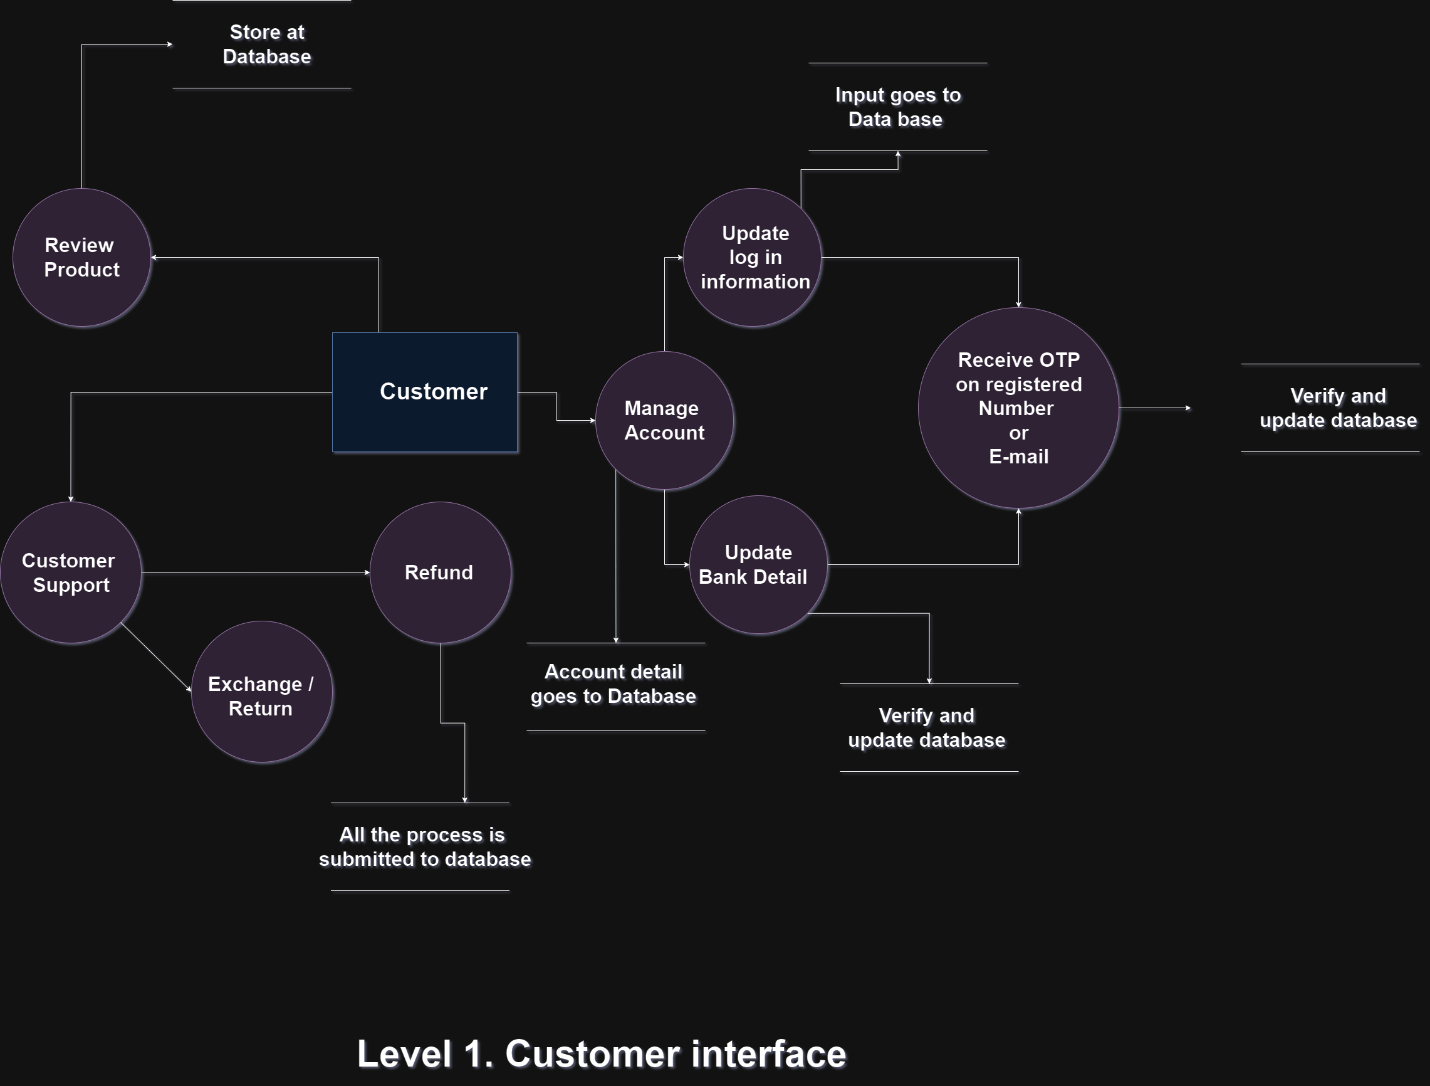 Store at
Database
Input goes to
Data base
Review
Product
Update
log in
information
Customer
Manage
Account
Receive OTP
on registered
Number
or
E-mail
Verify and
update database
Customer
Support
Refund
Update
Bank Detail
Exchange /
Return
Account detail
goes to Database
Verify and
update database
All the process is
submitted to database
Level 1. Customer interface